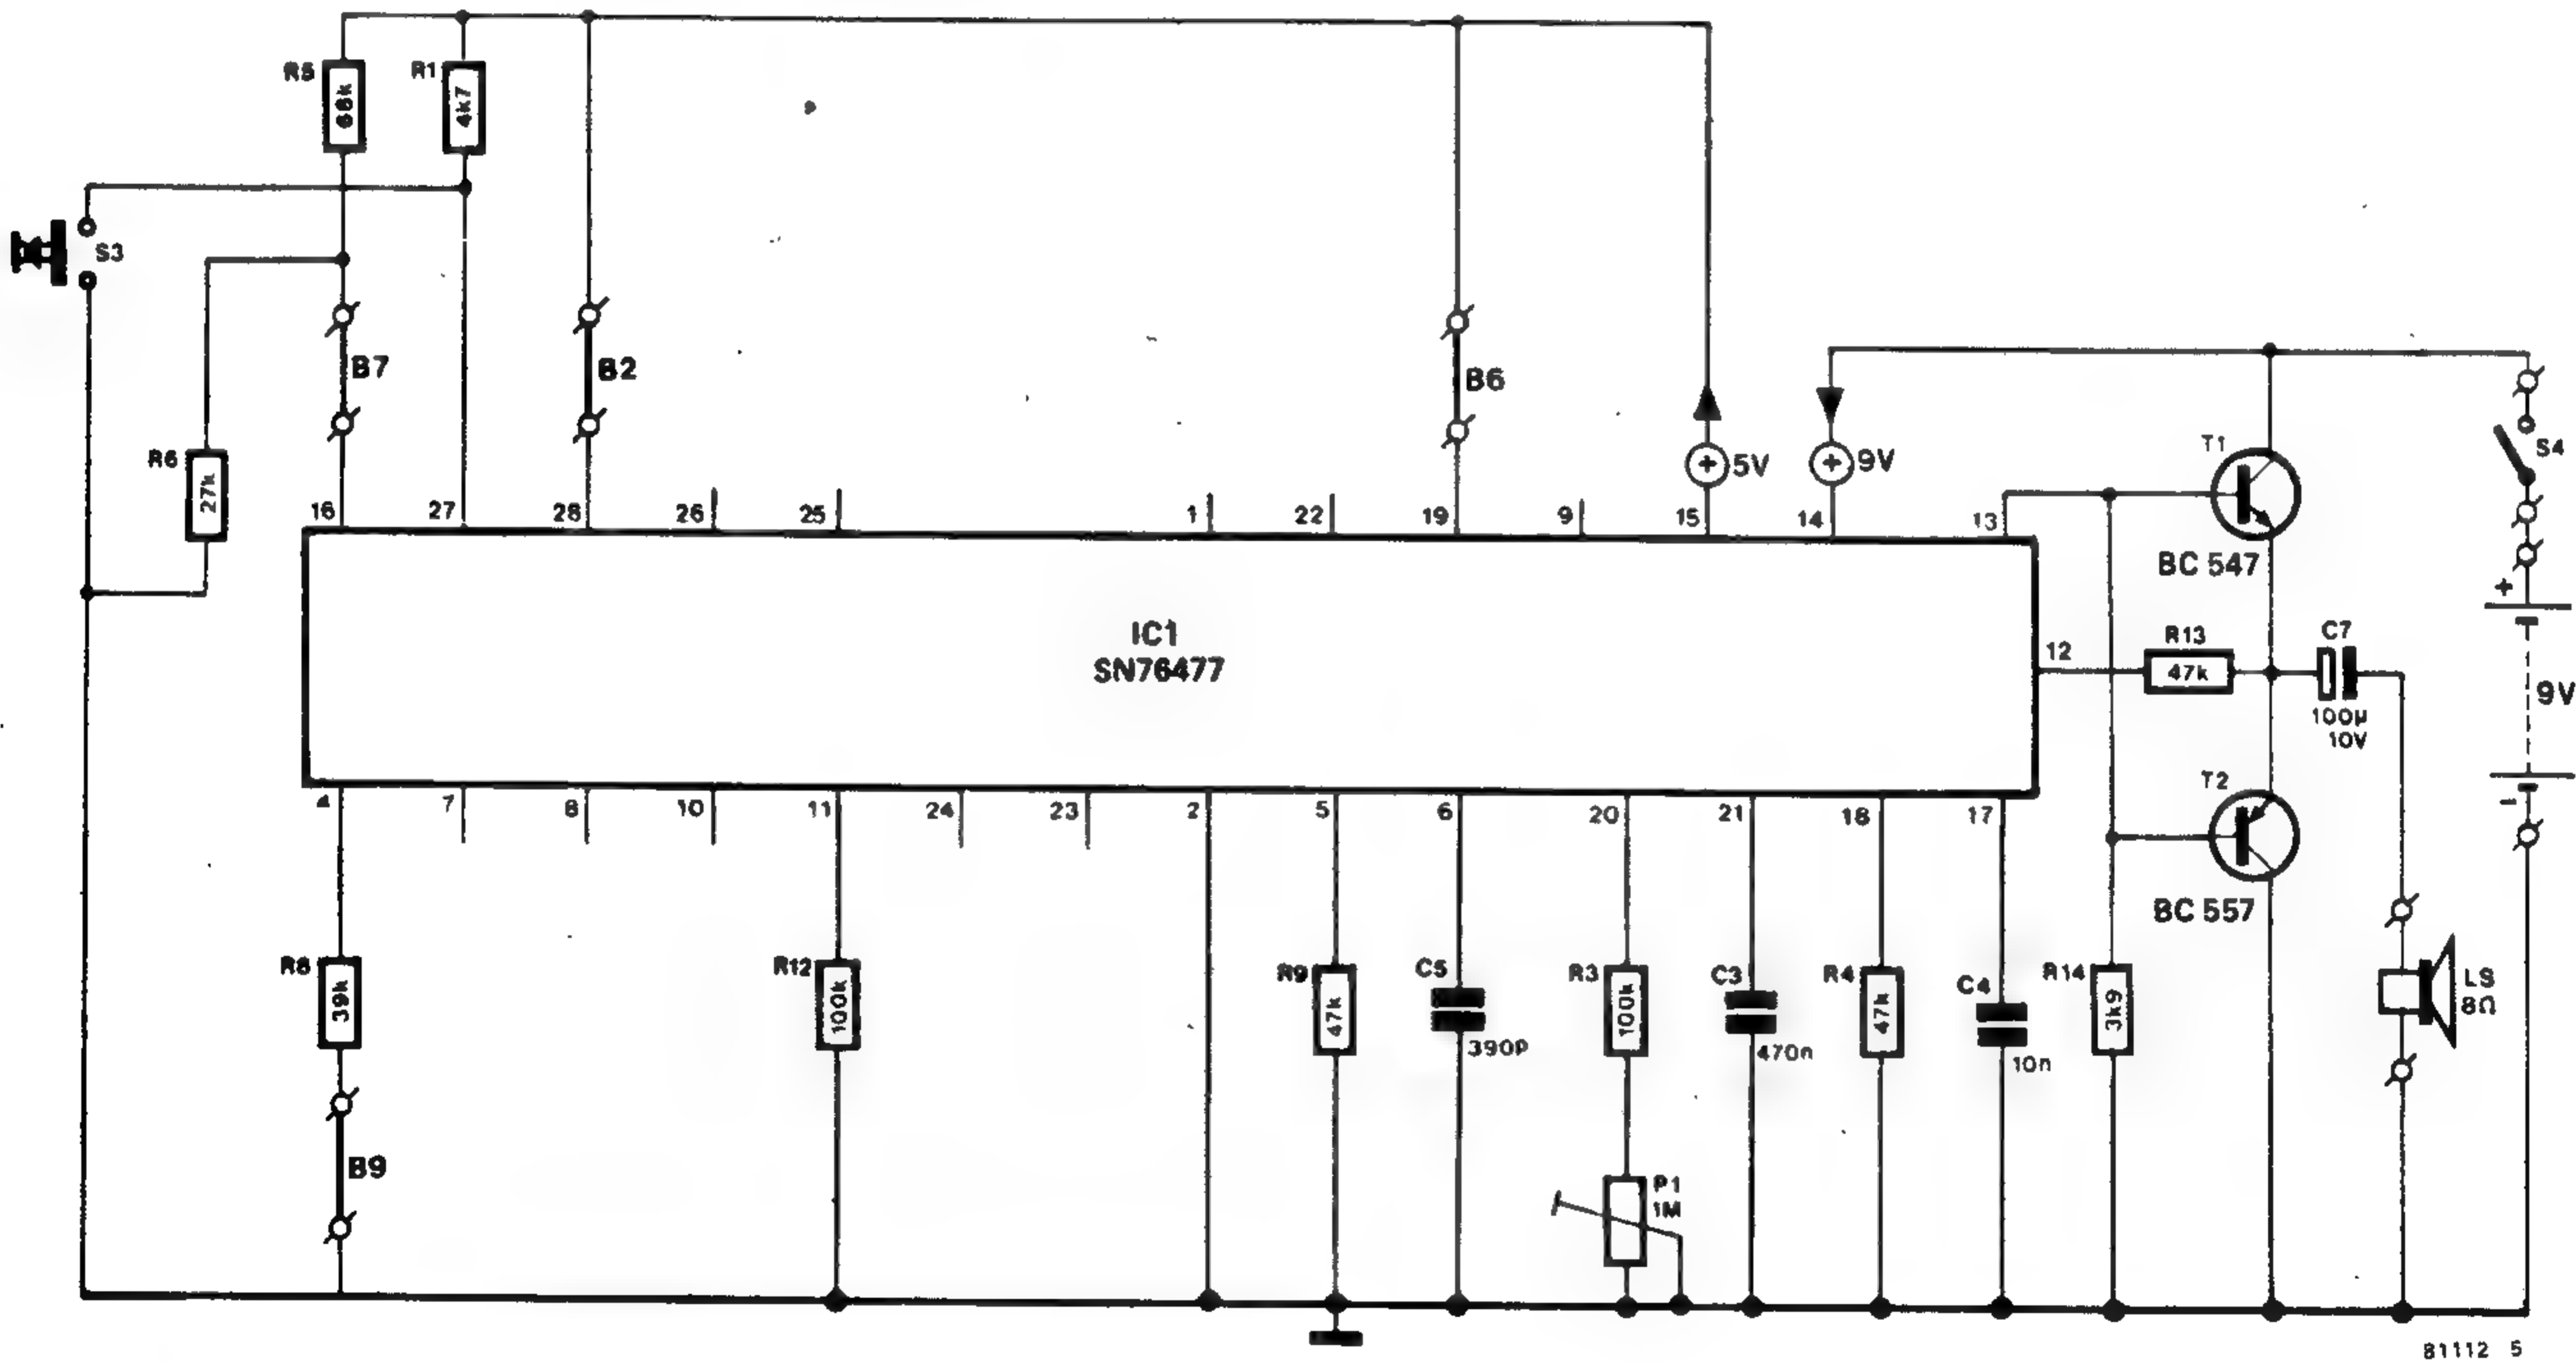 R5
68k
R1
4k7
S3
B7
B2
B6
5V
9V
T1
S4
R6
27k
16
27
28
26
25
1
22
19
9
15
14
13
BC 547
+
IC1
SN76477
12
R13
47k
C7
100µ
10V
9V
T2
–
4
7
8
10
11
24
23
2
5
6
20
21
18
17
BC 557
R8
39k
R12
100k
R9
47k
C5
390p
R3
100k
C3
470n
R4
47k
C4
10n
R14
3k9
LS
8Ω
B9
P1
1M
81112 5